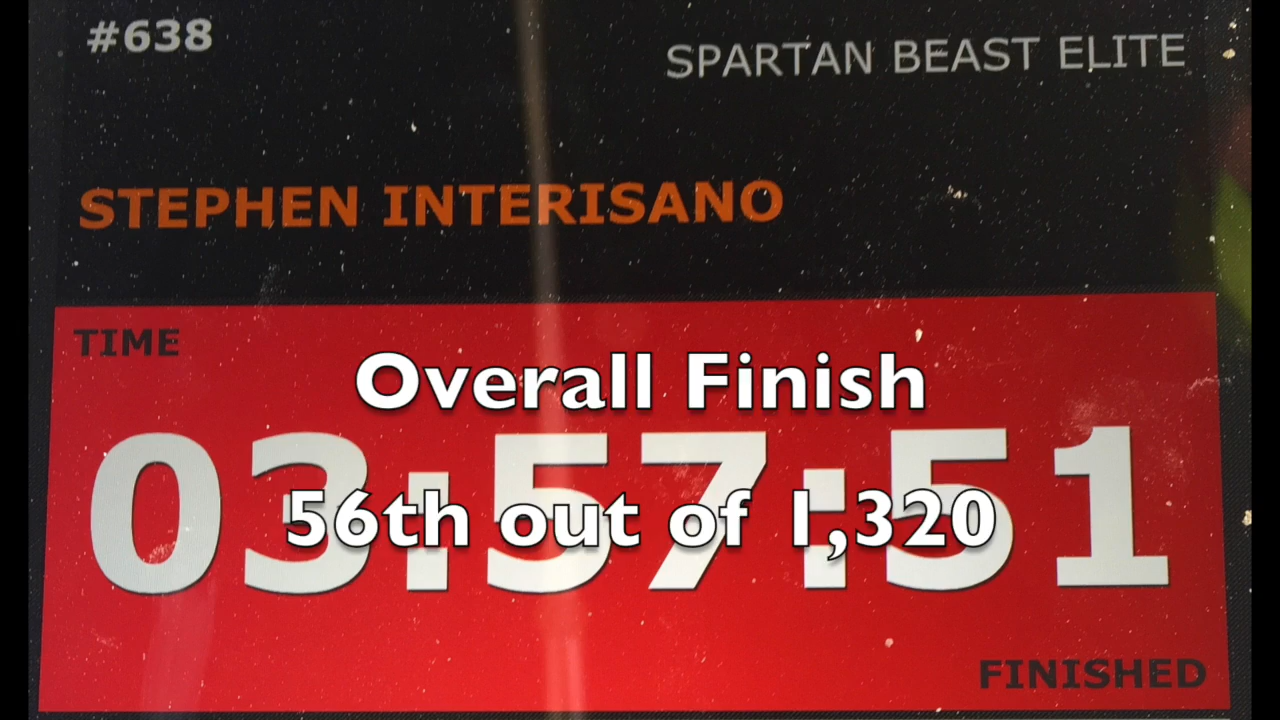 #638
SPARTAN BEAST ELITE
STEPHEN INTERISANO
TIME
Overall Finish
03:57:51
56th out of 1,320
FINISHED